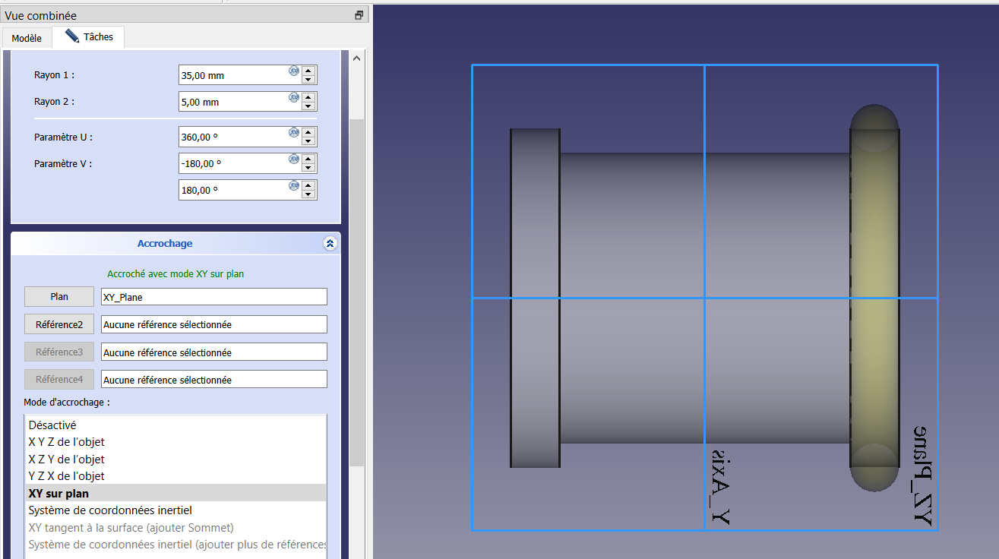 Vue combinée
Modèle
Tâches
Rayon 1 :
35,00 mm
Rayon 2 :
5,00 mm
Paramètre U :
360,00 °
Paramètre V :
-180,00 °
180,00 °
Accrochage
Accroché avec mode XY sur plan
Plan
XY_Plane
Référence2
Aucune référence sélectionnée
Référence3
Aucune référence sélectionnée
Référence4
Aucune référence sélectionnée
Mode d'accrochage :
Désactivé
X Y Z de l’objet
X Z Y de l’objet
Y Z X de l’objet
XY sur plan
Système de coordonnées inertiel
XY tangent à la surface (ajouter Sommet)
Système de coordonnées inertiel (ajouter plus de références
Y_Axis
YZ_Plane